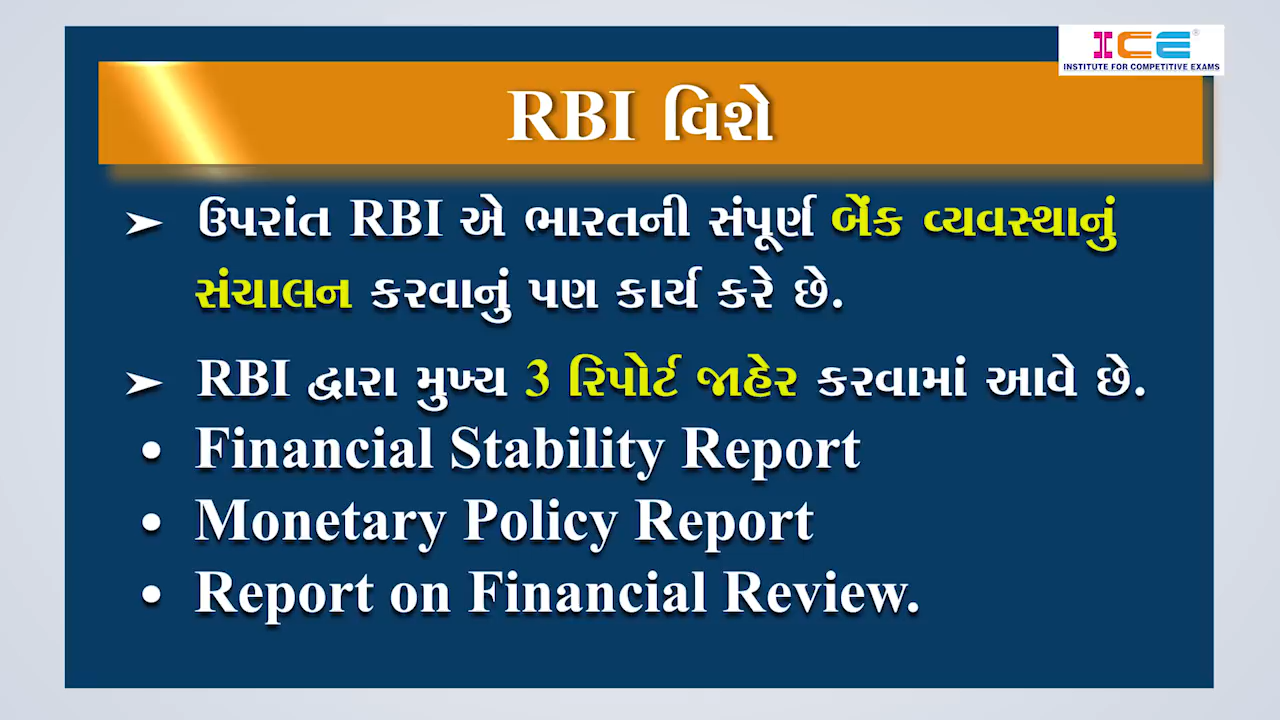 ICE®
INSTITUTE FOR COMPETITIVE EXAMS
RBI વિશે
➤ ઉપરાંત RBI એ ભારતની સંપૂર્ણ બેંક વ્યવસ્થાનું
સંચાલન કરવાનું પણ કાર્ય કરે છે.
➤ RBI દ્વારા મુખ્ય 3 રિપોર્ટ જાહેર કરવામાં આવે છે.
• Financial Stability Report
• Monetary Policy Report
• Report on Financial Review.